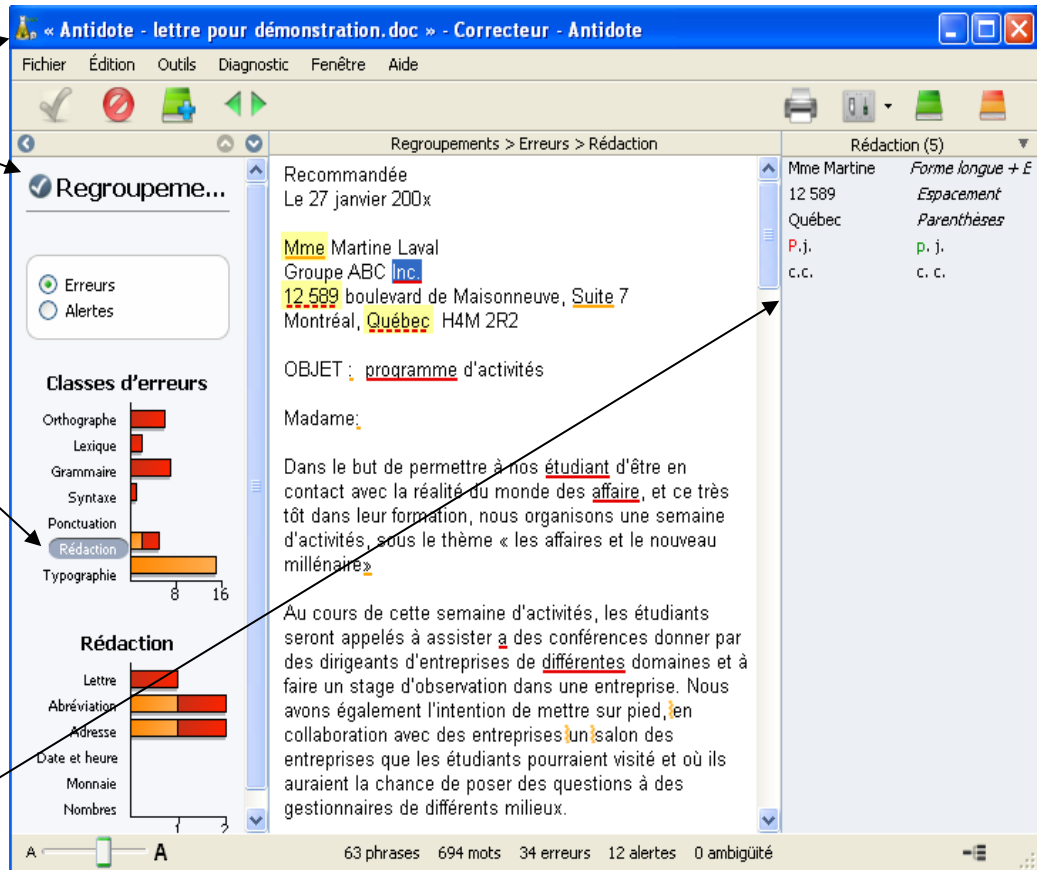 « Antidote - lettre pour démonstration.doc » - Correcteur - Antidote
Fichier Édition Outils Diagnostic Fenêtre Aide
Regroupements > Erreurs > Rédaction
Rédaction (5)
Regroupeme...
Erreurs
Alertes
Classes d'erreurs
Orthographe
Lexique
Grammaire
Syntaxe
Ponctuation
Rédaction
Typographie
8 16
Rédaction
Lettre
Abréviation
Adresse
Date et heure
Monnaie
Nombres
1 2
Recommandée
Le 27 janvier 200x
Mme Martine Laval
Groupe ABC Inc.
12 589 boulevard de Maisonneuve, Suite 7
Montréal, Québec H4M 2R2
OBJET : programme d'activités
Madame:
Dans le but de permettre à nos étudiant d'être en
contact avec la réalité du monde des affaire, et ce très
tôt dans leur formation, nous organisons une semaine
d'activités, sous le thème « les affaires et le nouveau
millénaire»
Au cours de cette semaine d'activités, les étudiants
seront appelés à assister a des conférences donner par
des dirigeants d'entreprises de différentes domaines et à
faire un stage d'observation dans une entreprise. Nous
avons également l'intention de mettre sur pied, en
collaboration avec des entreprises un salon des
entreprises que les étudiants pourraient visité et où ils
auraient la chance de poser des questions à des
gestionnaires de différents milieux.
Mme Martine Forme longue + E
12 589 Espacement
Québec Parenthèses
P.j. p. j.
c.c. c. c.
A A
63 phrases 694 mots 34 erreurs 12 alertes 0 ambigüité